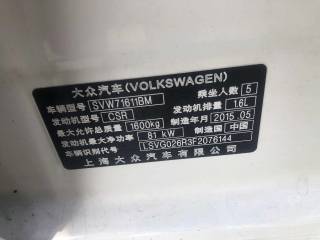 大众汽车(VOLKSWAGEN)
车辆型号 SVW71611BM 乘坐人数 5
发动机型号 CSR 发动机排量 1.6L
最大允许总质量 1600kg 制造年月 2015 05
发动机最大净功率 81 kW 制造国 中国
车辆识别代号 LSVG026R3F2076144
上海大众汽车有限公司